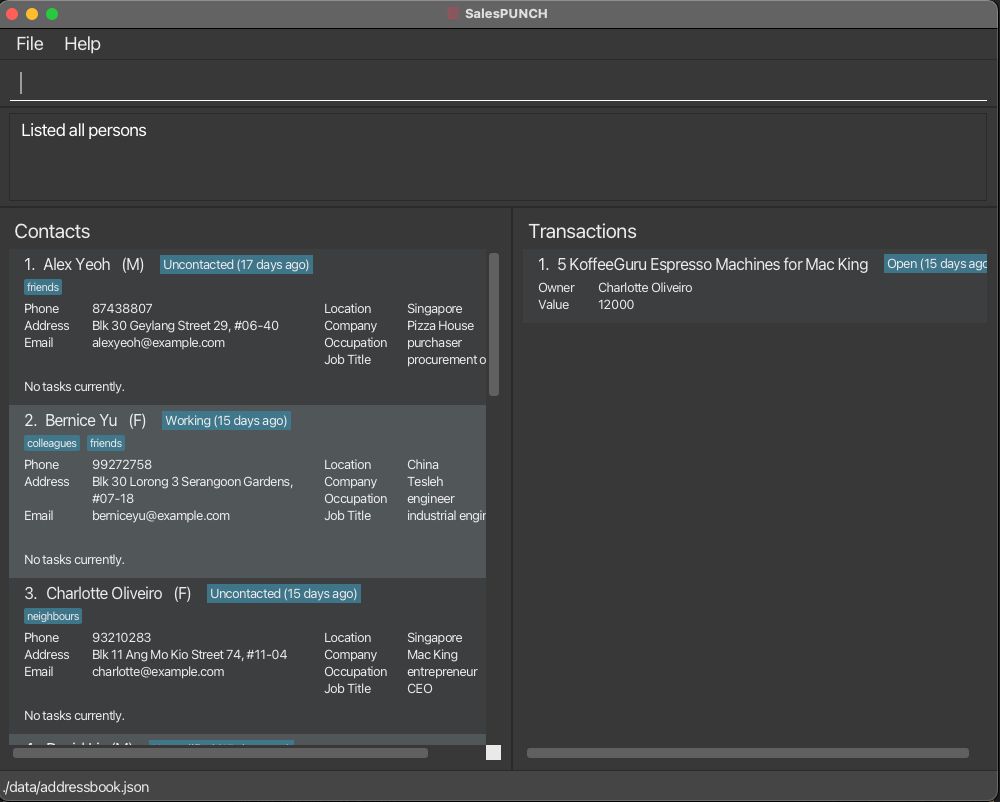 SalesPUNCH
File Help
Listed all persons
Contacts
1. Alex Yeoh (M) Uncontacted (17 days ago)
friends
Phone 87438807 Location Singapore
Address Blk 30 Geylang Street 29, #06-40 Company Pizza House
Email alexyeoh@example.com Occupation purchaser
Job Title procurement o
No tasks currently.
2. Bernice Yu (F) Working (15 days ago)
colleagues friends
Phone 99272758 Location China
Address Blk 30 Lorong 3 Serangoon Gardens, Company Tesleh
#07-18 Occupation engineer
Email berniceyu@example.com Job Title industrial engir
No tasks currently.
3. Charlotte Oliveiro (F) Uncontacted (15 days ago)
neighbours
Phone 93210283 Location Singapore
Address Blk 11 Ang Mo Kio Street 74, #11-04 Company Mac King
Email charlotte@example.com Occupation entrepreneur
Job Title CEO
No tasks currently.
Transactions
1. 5 KoffeeGuru Espresso Machines for Mac King Open (15 days ago
Owner Charlotte Oliveiro
Value 12000
./data/addressbook.json